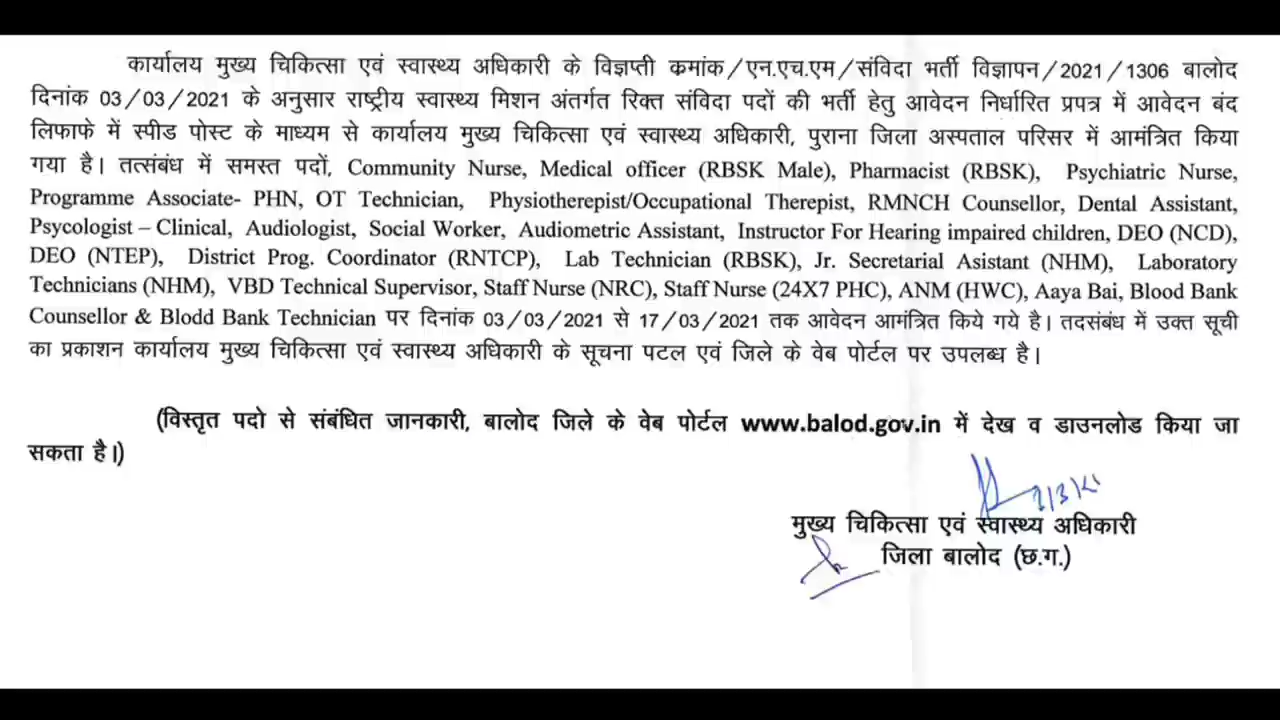 कार्यालय मुख्य चिकित्सा एवं स्वास्थ्य अधिकारी के विज्ञप्ती क्रमांक/एन.एच.एम/संविदा भर्ती विज्ञापन/2021/1306 बालोद
दिनांक 03/03/2021 के अनुसार राष्ट्रीय स्वास्थ्य मिशन अंतर्गत रिक्त संविदा पदों की भर्ती हेतु आवेदन निर्धारित प्रपत्र में आवेदन बंद
लिफाफे में स्पीड पोस्ट के माध्यम से कार्यालय मुख्य चिकित्सा एवं स्वास्थ्य अधिकारी, पुराना जिला अस्पताल परिसर में आमंत्रित किया
गया है। तत्संबंध में समस्त पदों, Community Nurse, Medical officer (RBSK Male), Pharmacist (RBSK), Psychiatric Nurse,
Programme Associate- PHN, OT Technician, Physiotherepist/Occupational Therepist, RMNCH Counsellor, Dental Assistant,
Psycologist – Clinical, Audiologist, Social Worker, Audiometric Assistant, Instructor For Hearing impaired children, DEO (NCD),
DEO (NTEP), District Prog. Coordinator (RNTCP), Lab Technician (RBSK), Jr. Secretarial Asistant (NHM), Laboratory
Technicians (NHM), VBD Technical Supervisor, Staff Nurse (NRC), Staff Nurse (24X7 PHC), ANM (HWC), Aaya Bai, Blood Bank
Counsellor & Blodd Bank Technician पर दिनांक 03/03/2021 से 17/03/2021 तक आवेदन आमंत्रित किये गये है। तदसंबंध में उक्त सूची
का प्रकाशन कार्यालय मुख्य चिकित्सा एवं स्वास्थ्य अधिकारी के सूचना पटल एवं जिले के वेब पोर्टल पर उपलब्ध है।
(विस्तृत पदो से संबंधित जानकारी, बालोद जिले के वेब पोर्टल www.balod.gov.in में देख व डाउनलोड किया जा
सकता है।)
मुख्य चिकित्सा एवं स्वास्थ्य अधिकारी
जिला बालोद (छ.ग.)